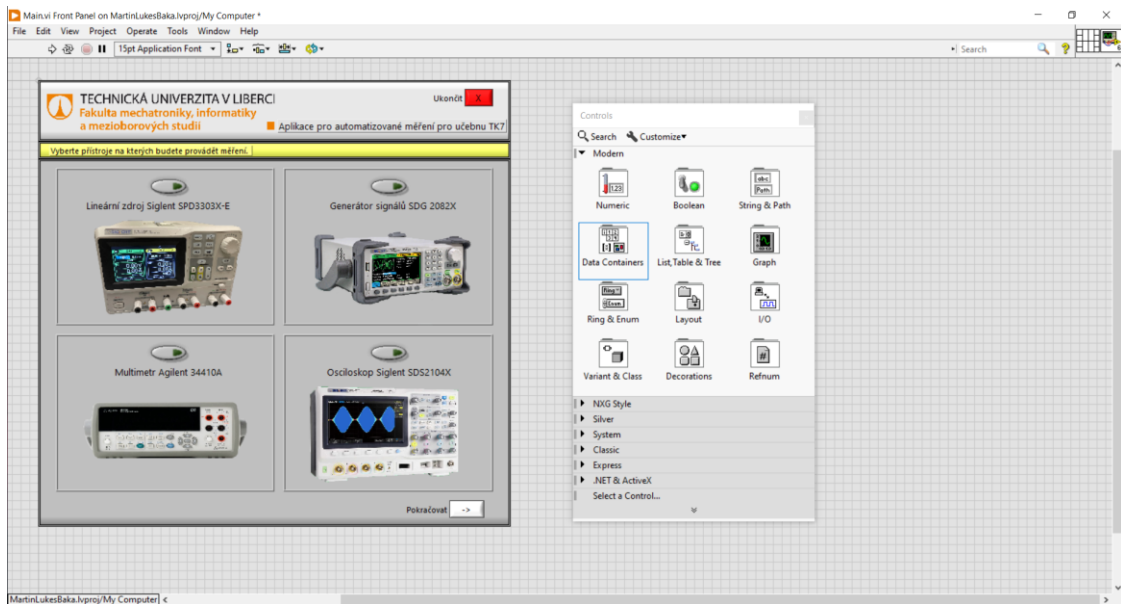 Main.vi Front Panel on MartinLukesBaka.lvproj/My Computer *
File Edit View Project Operate Tools Window Help
15pt Application Font
Search
TECHNICKÁ UNIVERZITA V LIBERCI
Fakulta mechatroniky, informatiky
a mezioborových studií
Ukončit X
Aplikace pro automatizované měření pro učebnu TK7
Vyberte přístroje na kterých budete provádět měření.
Lineární zdroj Siglent SPD3303X-E
Generátor signálů SDG 2082X
Multimetr Agilent 34410A
Osciloskop Siglent SDS2104X
Pokračovat ->
Controls
Search Customize
Modern
Numeric
Boolean
String & Path
Data Containers
List, Table & Tree
Graph
Ring & Enum
Layout
I/O
Variant & Class
Decorations
Refnum
NXG Style
Silver
System
Classic
Express
.NET & ActiveX
Select a Control...
MartinLukesBaka.lvproj/My Computer